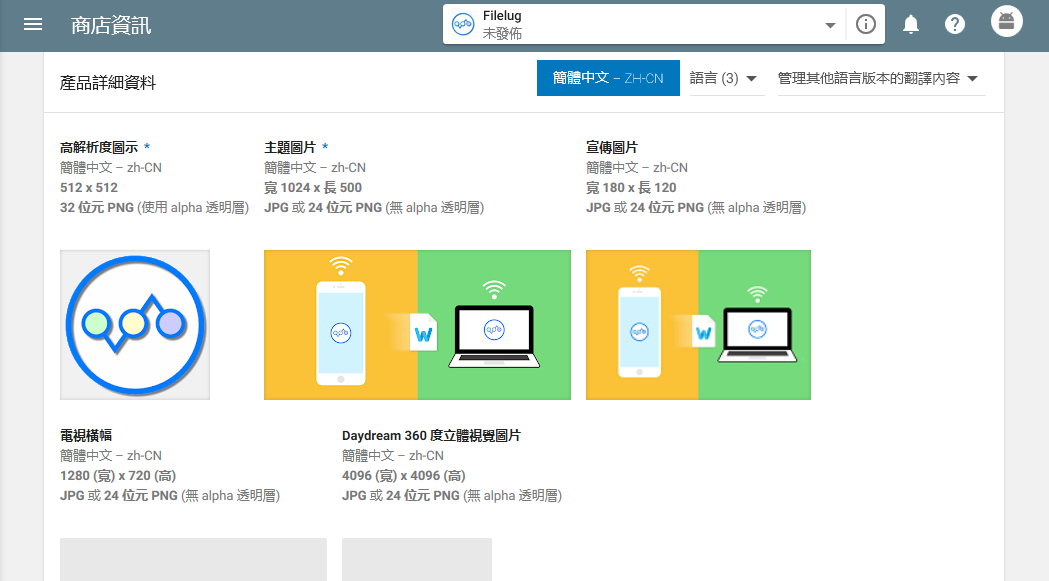 商店資訊
Filelug
未發佈
產品詳細資料
簡體中文 – ZH-CN
語言 (3)
管理其他語言版本的翻譯內容
高解析度圖示 *
簡體中文 – zh-CN
512 x 512
32 位元 PNG (使用 alpha 透明層)
主題圖片 *
簡體中文 – zh-CN
寬 1024 x 長 500
JPG 或 24 位元 PNG (無 alpha 透明層)
宣傳圖片
簡體中文 – zh-CN
寬 180 x 長 120
JPG 或 24 位元 PNG (無 alpha 透明層)
W
W
電視橫幅
簡體中文 – zh-CN
1280 (寬) x 720 (高)
JPG 或 24 位元 PNG (無 alpha 透明層)
Daydream 360 度立體視覺圖片
簡體中文 – zh-CN
4096 (寬) x 4096 (高)
JPG 或 24 位元 PNG (無 alpha 透明層)